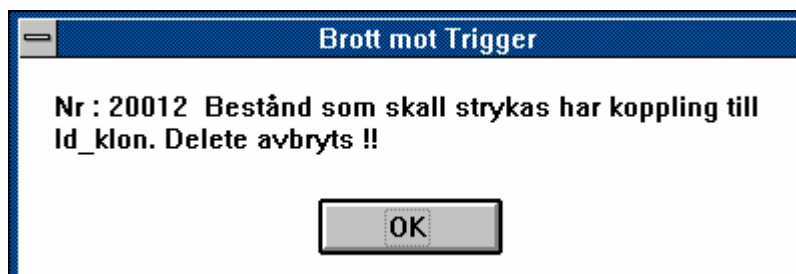 Brott mot Trigger
Nr : 20012 Bestånd som skall strykas har koppling till
Id_klon. Delete avbryts !!
OK